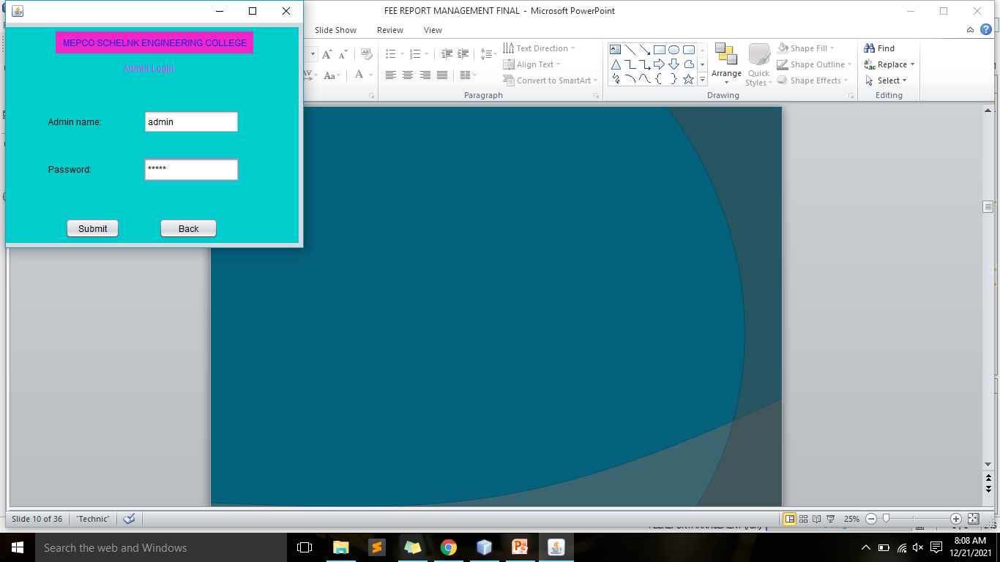 FEE REPORT MANAGEMENT FINAL - Microsoft PowerPoint
MEPCO SCHELNK ENGINEERING COLLEGE
Admin Login
Admin name:
admin
Password:
*****
Submit
Back
Slide Show
Review
View
Text Direction
Align Text
Convert to SmartArt
Paragraph
Arrange
Quick
Styles
Shape Fill
Shape Outline
Shape Effects
Drawing
Find
Replace
Select
Editing
Slide 10 of 36
"Technic"
25%
Search the web and Windows
8:08 AM
12/21/2021